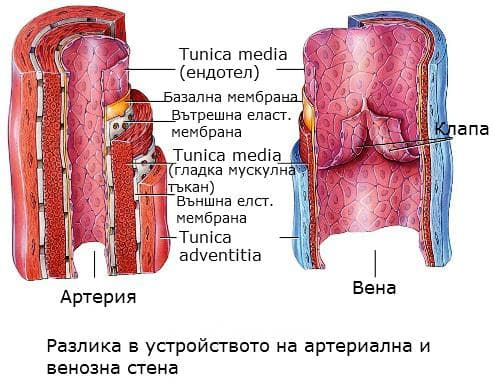 Tunica media
(ендотел)
Базална мембрана
Вътрешна еласт.
мембрана
Клапа
Tunica media
(гладка мускулна
тъкан)
Външна елст.
мембрана
Tunica
adventitia
Артерия
Вена
Разлика в устройството на артериална и
венозна стена